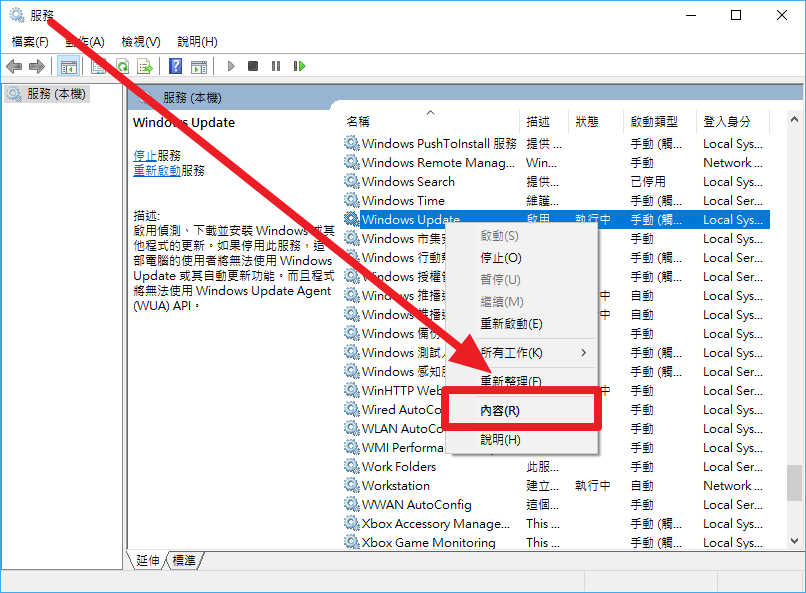 服務
檔案(F) 動作(A) 檢視(V) 說明(H)
服務 (本機)
服務 (本機)
Windows Update
停止服務
重新啟動服務
描述:
啟用偵測、下載並安裝 Windows 或其
他程式的更新。如果停用此服務，這
部電腦的使用者將無法使用 Windows
Update 或其自動更新功能。而且程式
將無法使用 Windows Update Agent
(WUA) API。
名稱 描述 狀態 啟動類型 登入身分
Windows PushToInstall 服務 提供 ... 手動 (觸... Local Sys...
Windows Remote Manag... Win... 手動 Network ...
Windows Search 提供... 已停用 Local Sys...
Windows Time 維護... 手動 (觸... Local Ser...
Windows Update 啟用... 執行中 手動 (觸... Local Sys...
Windows 市集 手動 Local Sys...
Windows 行動 手動 (觸... Local Ser...
Windows 授權 手動 (觸... Local Ser...
Windows 推播 中 自動 Local Sys...
Windows 推播 中 自動 Local Sys...
Windows 備份 手動 Local Sys...
Windows 測試 手動 (觸... Local Sys...
Windows 感知 手動 (觸... Local Ser...
WinHTTP Web 中 手動 Local Ser...
Wired AutoCo 手動 Local Sys...
WLAN AutoCo 手動 Local Sys...
WMI Performa 手動 Local Sys...
Work Folders 此服... 手動 Local Ser...
Workstation 建立... 執行中 自動 Network ...
WWAN AutoConfig 這個... 手動 Local Ser...
Xbox Accessory Manage... This ... 手動 (觸... Local Sys...
Xbox Game Monitoring This ... 手動 (觸... Local Sys...
啟動(S)
停止(O)
暫停(U)
繼續(M)
重新啟動(E)
所有工作(K)
重新整理(F)
內容(R)
說明(H)
延伸 標準